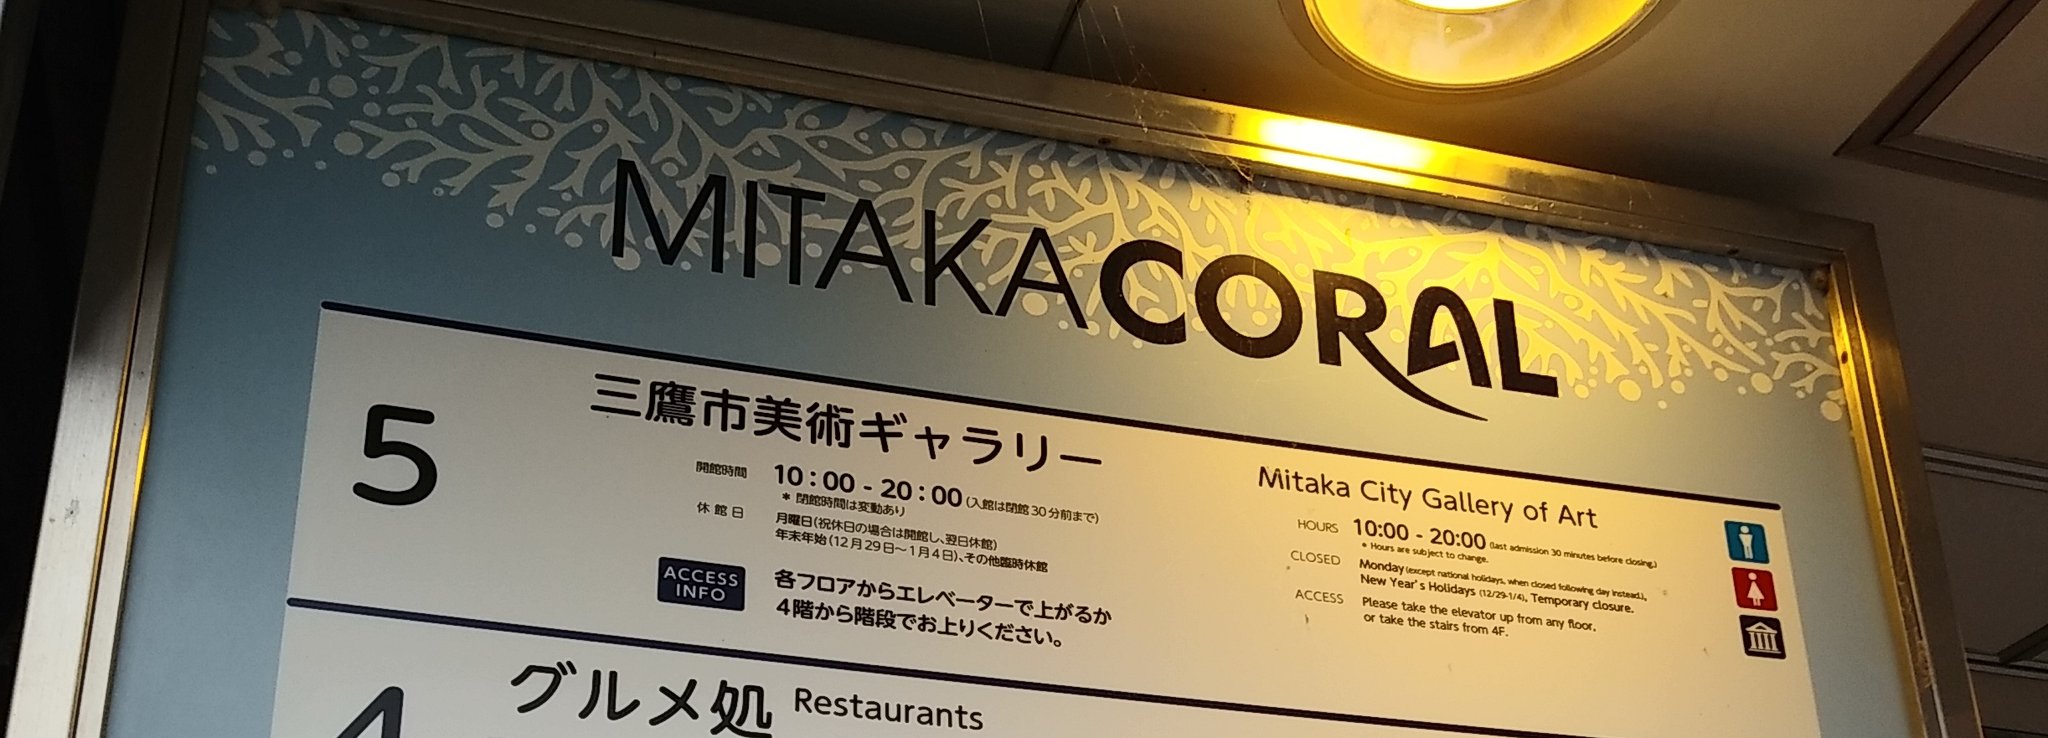 MITAKA CORAL
5
三鷹市美術ギャラリー
開館時間 10:00 - 20:00 (入館は閉館30分前まで)
* 開館時間は変動あり
休館日 月曜日(祝休日の場合は開館し、翌日休館)
年末年始(12月29日～1月4日)、その他臨時休館
ACCESS INFO
各フロアからエレベーターで上がるか
4階から階段でお上りください。
Mitaka City Gallery of Art
HOURS 10:00 - 20:00 (last admission 30 minutes before closing.)
* Hours are subject to change.
CLOSED Monday (except national holidays, when closed following day instead.),
New Year's Holidays (12/29-1/4), Temporary closure.
ACCESS Please take the elevator up from any floor,
or take the stairs from 4F.
4
グルメ処 Restaurants